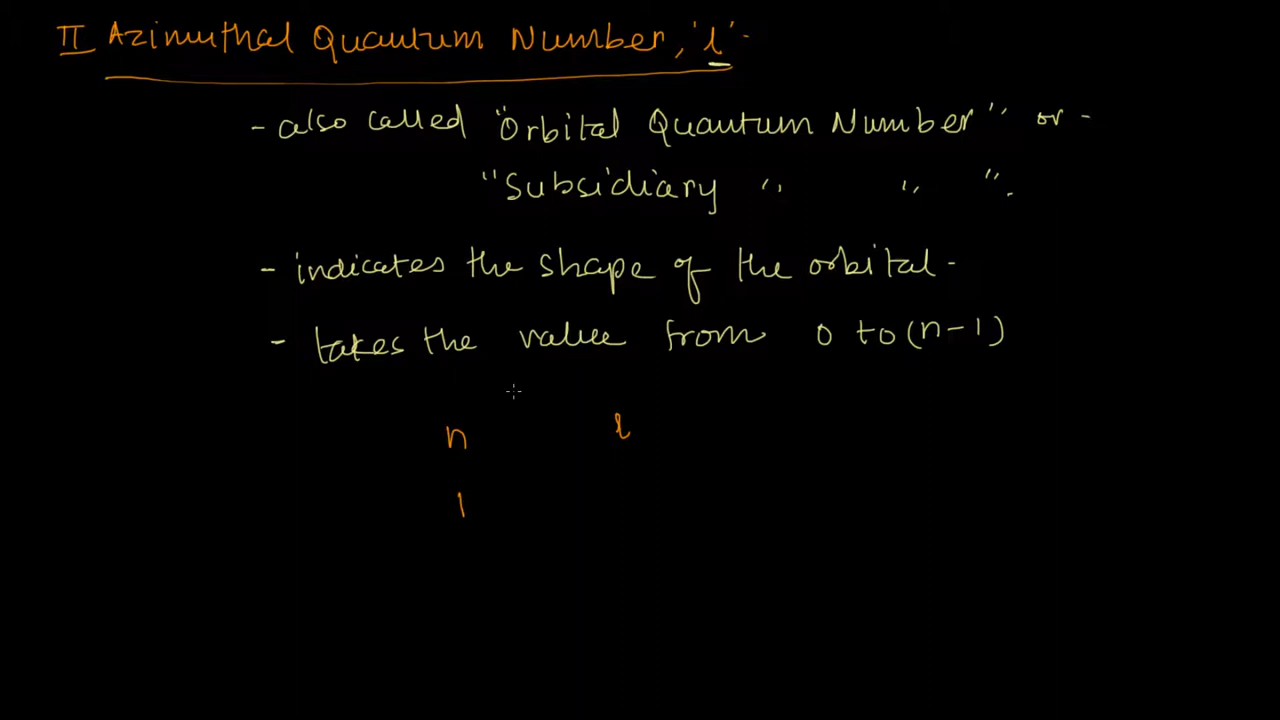 II Azimuthal Quantum Number, 'l'.
- also called "Orbital Quantum Number" or -
"Subsidiary " " ".
- indicates the shape of the orbital -
- takes the value from 0 to (n-1)
n l
1